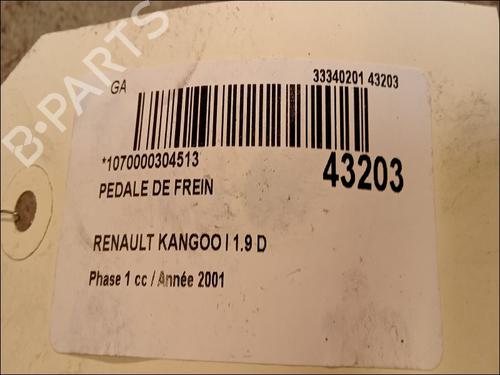 GA
33340201 43203
*1070000304513
43203
PEDALE DE FREIN
RENAULT KANGOO I 1.9 D
Phase 1 cc / Année 2001
B-PARTS